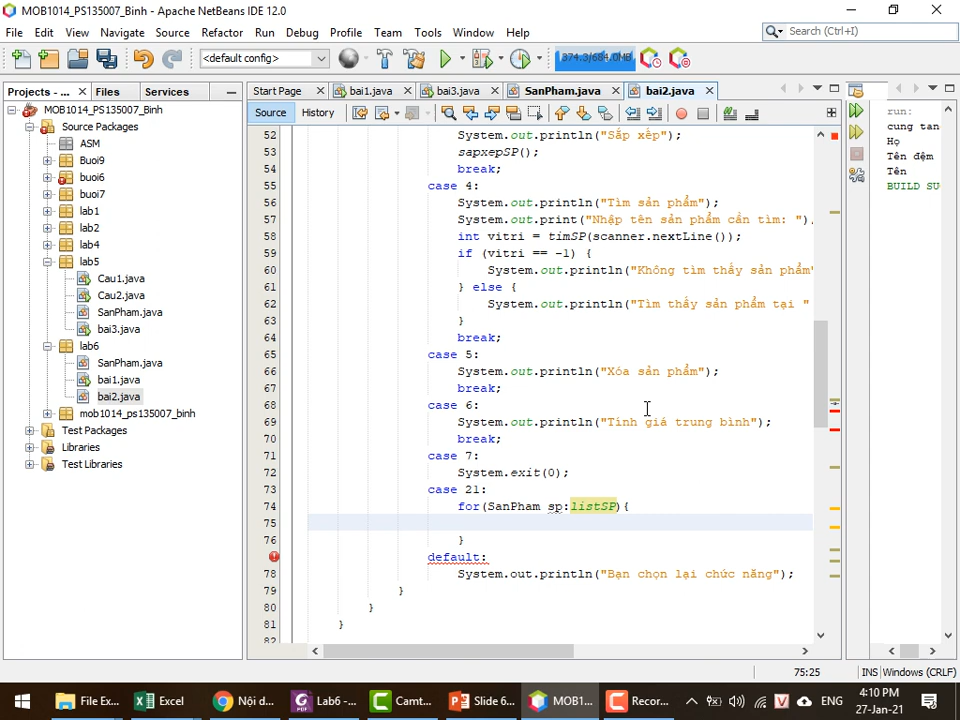 MOB1014_PS135007_Binh - Apache NetBeans IDE 12.0
File Edit View Navigate Source Refactor Run Debug Profile Team Tools Window Help
<default config> 374.3/684.0MB Search (Ctrl+I)
Projects - ... Files Services
Start Page bai1.java bai3.java SanPham.java bai2.java
Source History
MOB1014_PS135007_Binh
Source Packages
ASM
Buoi9
buoi6
buoi7
lab1
lab2
lab4
lab5
Cau1.java
Cau2.java
SanPham.java
bai3.java
lab6
SanPham.java
bai1.java
bai2.java
mob1014_ps135007_binh
Test Packages
Libraries
Test Libraries
52 System.out.println("Sắp xếp");
53 sapxepSP();
54 break;
55 case 4:
56 System.out.println("Tìm sản phẩm");
57 System.out.print("Nhập tên sản phẩm cần tìm: ")
58 int vitri = timSP(scanner.nextLine());
59 if (vitri == -1) {
60 System.out.println("Không tìm thấy sản phẩm"
61 } else {
62 System.out.println("Tìm thấy sản phẩm tại "
63 }
64 break;
65 case 5:
66 System.out.println("Xóa sản phẩm");
67 break;
68 case 6:
69 System.out.println("Tính giá trung bình");
70 break;
71 case 7:
72 System.exit(0);
73 case 21:
74 for(SanPham sp:listSP){
75
76 }
default:
78 System.out.println("Bạn chọn lại chức năng");
79 }
80 }
81 }
82
run:
cung tan
Họ
Tên đệm
Tên
BUILD SU
75:25 INS Windows (CRLF)
File Ex... Excel Nội d... Lab6 -... Camt... Slide 6... MOB1... Recor... V ENG 4:10 PM
27-Jan-21